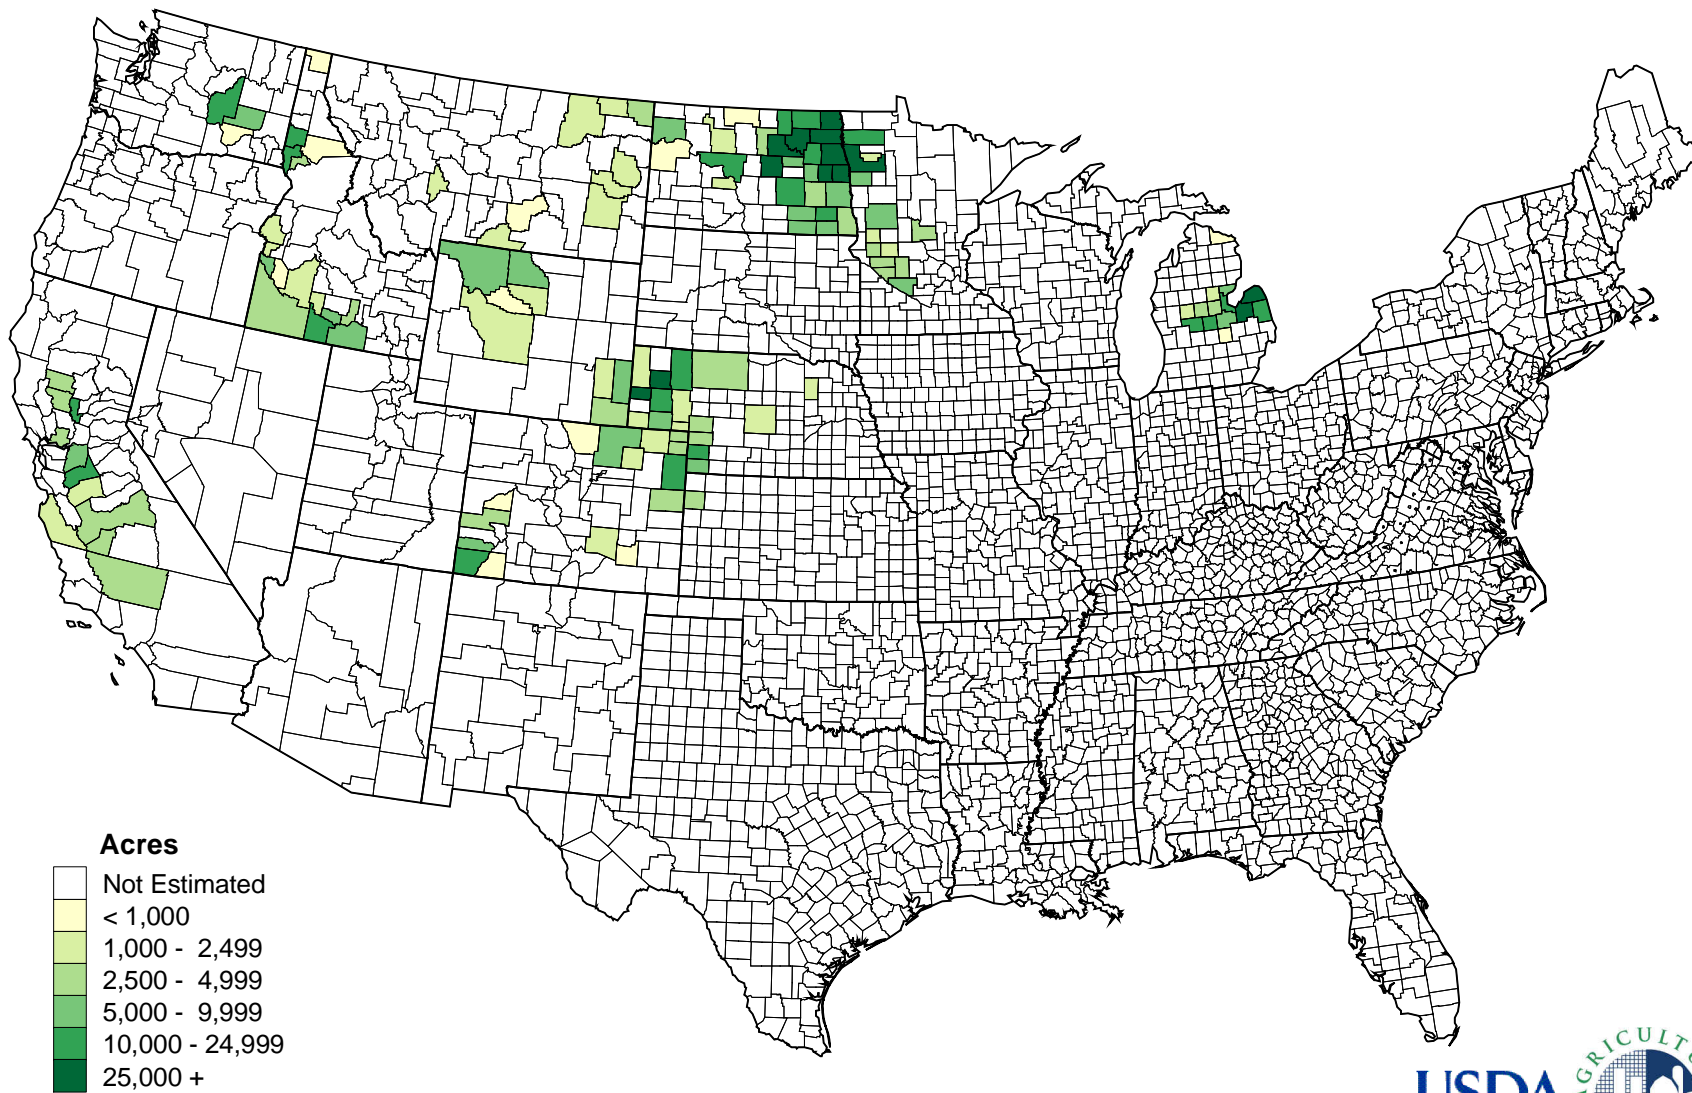 Acres
Not Estimated
< 1,000
1,000 - 2,499
2,500 - 4,999
5,000 - 9,999
10,000 - 24,999
25,000 +
USDA